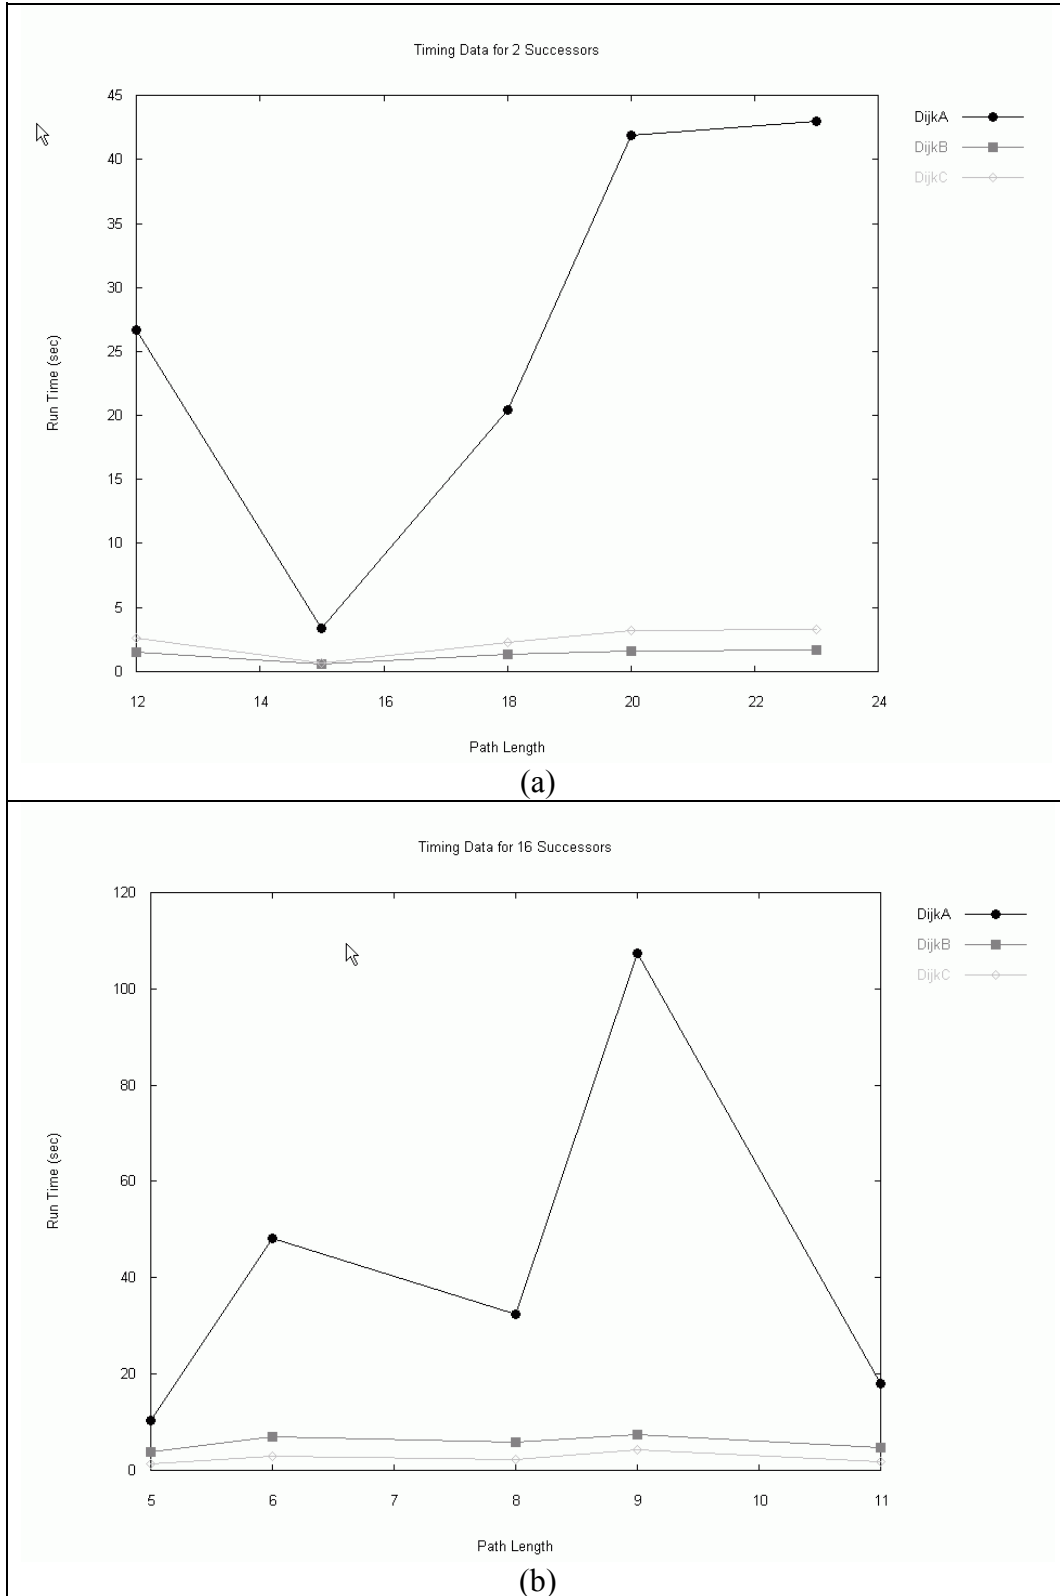 Timing Data for 2 Successors
45
40
35
30
25
20
15
10
5
0
12 14 16 18 20 22 24
Run Time (sec)
Path Length
DijkA
DijkB
DijkC
(a)
Timing Data for 16 Successors
120
100
80
60
40
20
0
5 6 7 8 9 10 11
Run Time (sec)
Path Length
DijkA
DijkB
DijkC
(b)